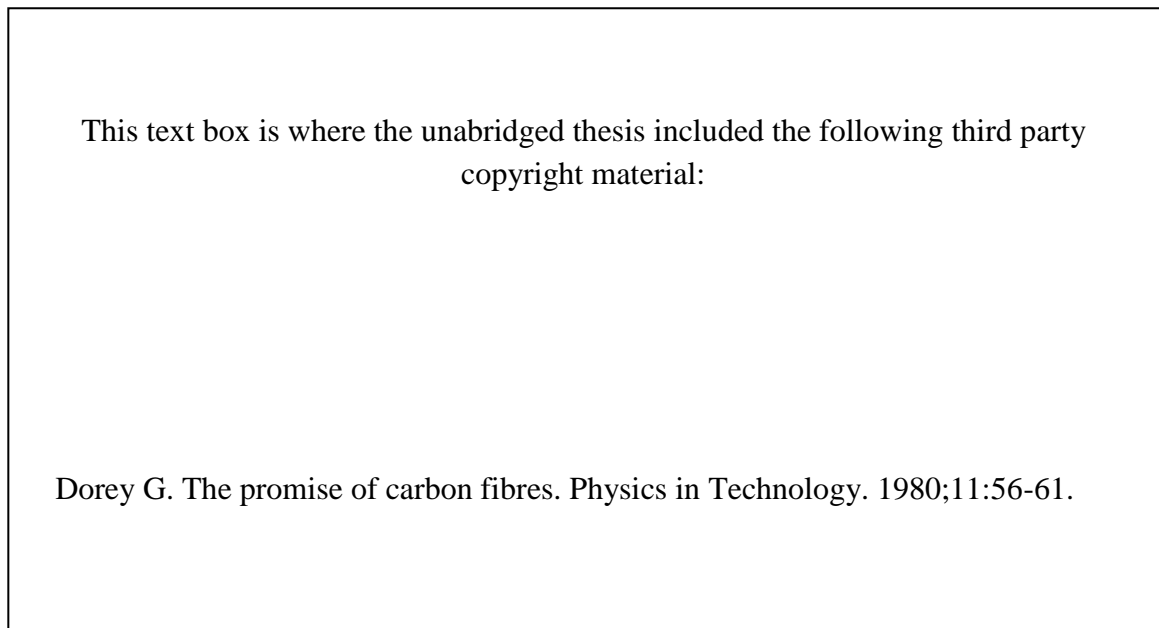 This text box is where the unabridged thesis included the following third party
copyright material:
Dorey G. The promise of carbon fibres. Physics in Technology. 1980;11:56-61.